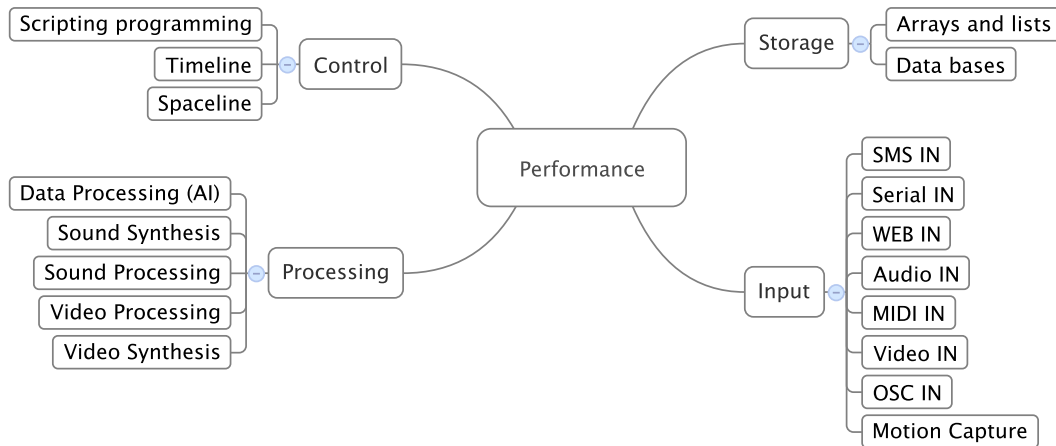 Scripting programming
Timeline
Spaceline
Control
Storage
Arrays and lists
Data bases
Performance
Data Processing (AI)
Sound Synthesis
Sound Processing
Video Processing
Video Synthesis
Processing
Input
SMS IN
Serial IN
WEB IN
Audio IN
MIDI IN
Video IN
OSC IN
Motion Capture